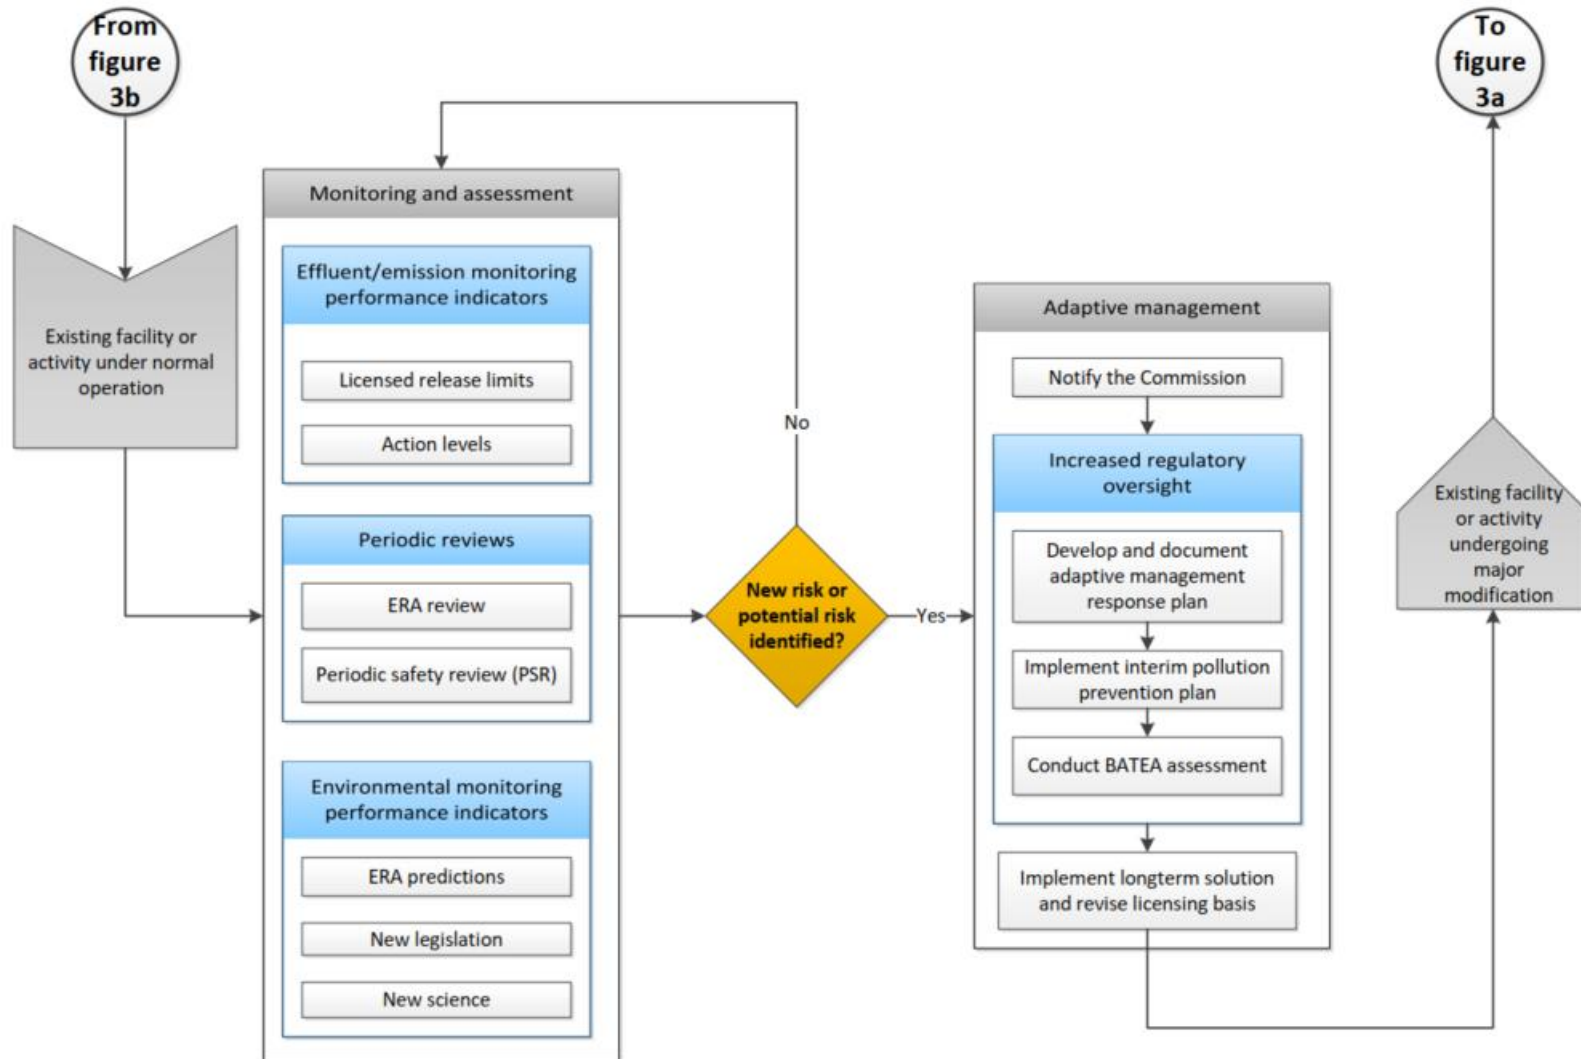 From
figure
3b
To
figure
3a
Monitoring and assessment
Effluent/emission monitoring
performance indicators
Licensed release limits
Action levels
Periodic reviews
ERA review
Periodic safety review (PSR)
Environmental monitoring
performance indicators
ERA predictions
New legislation
New science
Existing facility or
activity under normal
operation
No
New risk or
potential risk
identified?
Yes
Adaptive management
Notify the Commission
Increased regulatory
oversight
Develop and document
adaptive management
response plan
Implement interim pollution
prevention plan
Conduct BATEA assessment
Implement longterm solution
and revise licensing basis
Existing facility
or activity
undergoing
major
modification